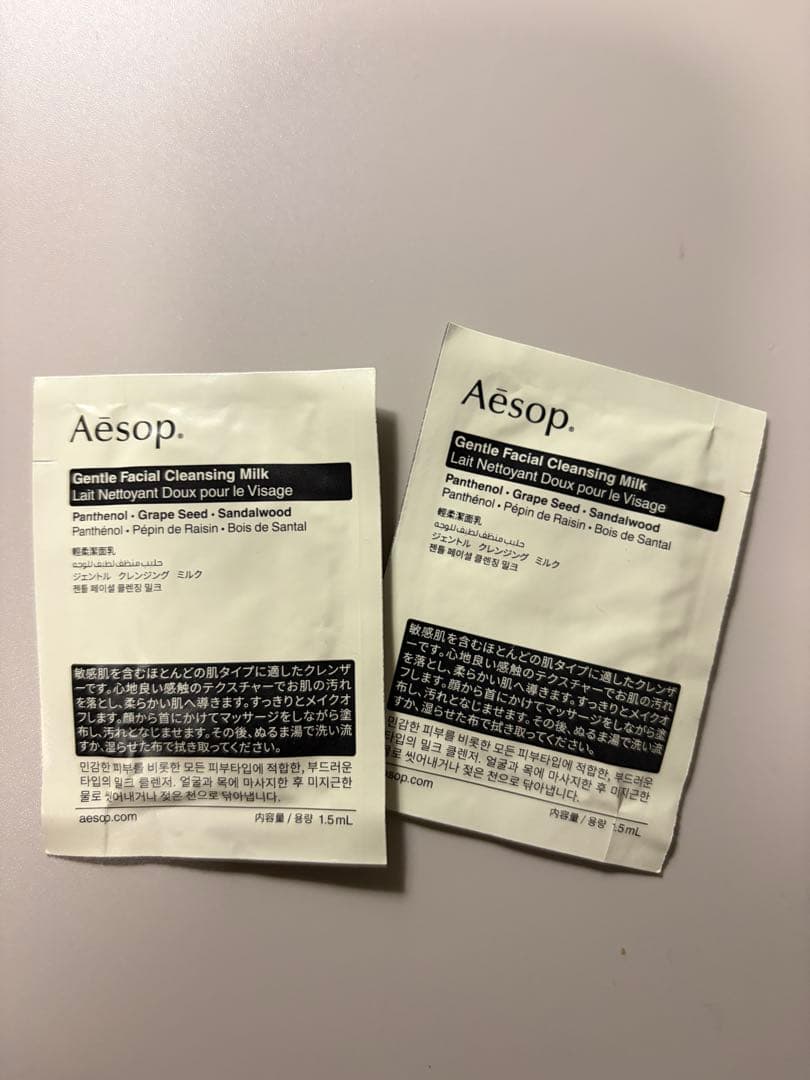 Aēsop.
Gentle Facial Cleansing Milk
Lait Nettoyant Doux pour le Visage
Panthenol • Grape Seed • Sandalwood
Panthénol • Pépin de Raisin • Bois de Santal
輕柔潔面乳
حليب منظف لطيف للوجه
ジェントル クレンジング ミルク
젠틀 페이셜 클렌징 밀크
敏感肌を含むほとんどの肌タイプに適したクレンザ
ーです。心地良い感触のテクスチャーでお肌の汚れ
を落とし、柔らかい肌へ導きます。すっきりとメイクオ
フします。顔から首にかけてマッサージをしながら塗
布し、汚れとなじませます。その後、ぬるま湯で洗い流
すか、湿らせた布で拭き取ってください。
민감한 피부를 비롯한 모든 피부타입에 적합한, 부드러운
타입의 밀크 클렌저. 얼굴과 목에 마사지한 후 미지근한
물로 씻어내거나 젖은 천으로 닦아냅니다.
aesop.com
内容量 / 용량 1.5 mL
Aēsop.
Gentle Facial Cleansing Milk
Lait Nettoyant Doux pour le Visage
Panthenol • Grape Seed • Sandalwood
Panthénol • Pépin de Raisin • Bois de Santal
輕柔潔面乳
حليب منظف لطيف للوجه
ジェントル クレンジング ミルク
젠틀 페이셜 클렌징 밀크
敏感肌を含むほとんどの肌タイプに適したクレンザ
ーです。心地良い感触のテクスチャーでお肌の汚れ
を落とし、柔らかい肌へ導きます。すっきりとメイクオ
フします。顔から首にかけてマッサージをしながら塗
布し、汚れとなじませます。その後、ぬるま湯で洗い流
すか、湿らせた布で拭き取ってください。
민감한 피부를 비롯한 모든 피부타입에 적합한, 부드러운
타입의 밀크 클렌저. 얼굴과 목에 마사지한 후 미지근한
물로 씻어내거나 젖은 천으로 닦아냅니다.
aesop.com
内容量 / 용량 1.5 mL